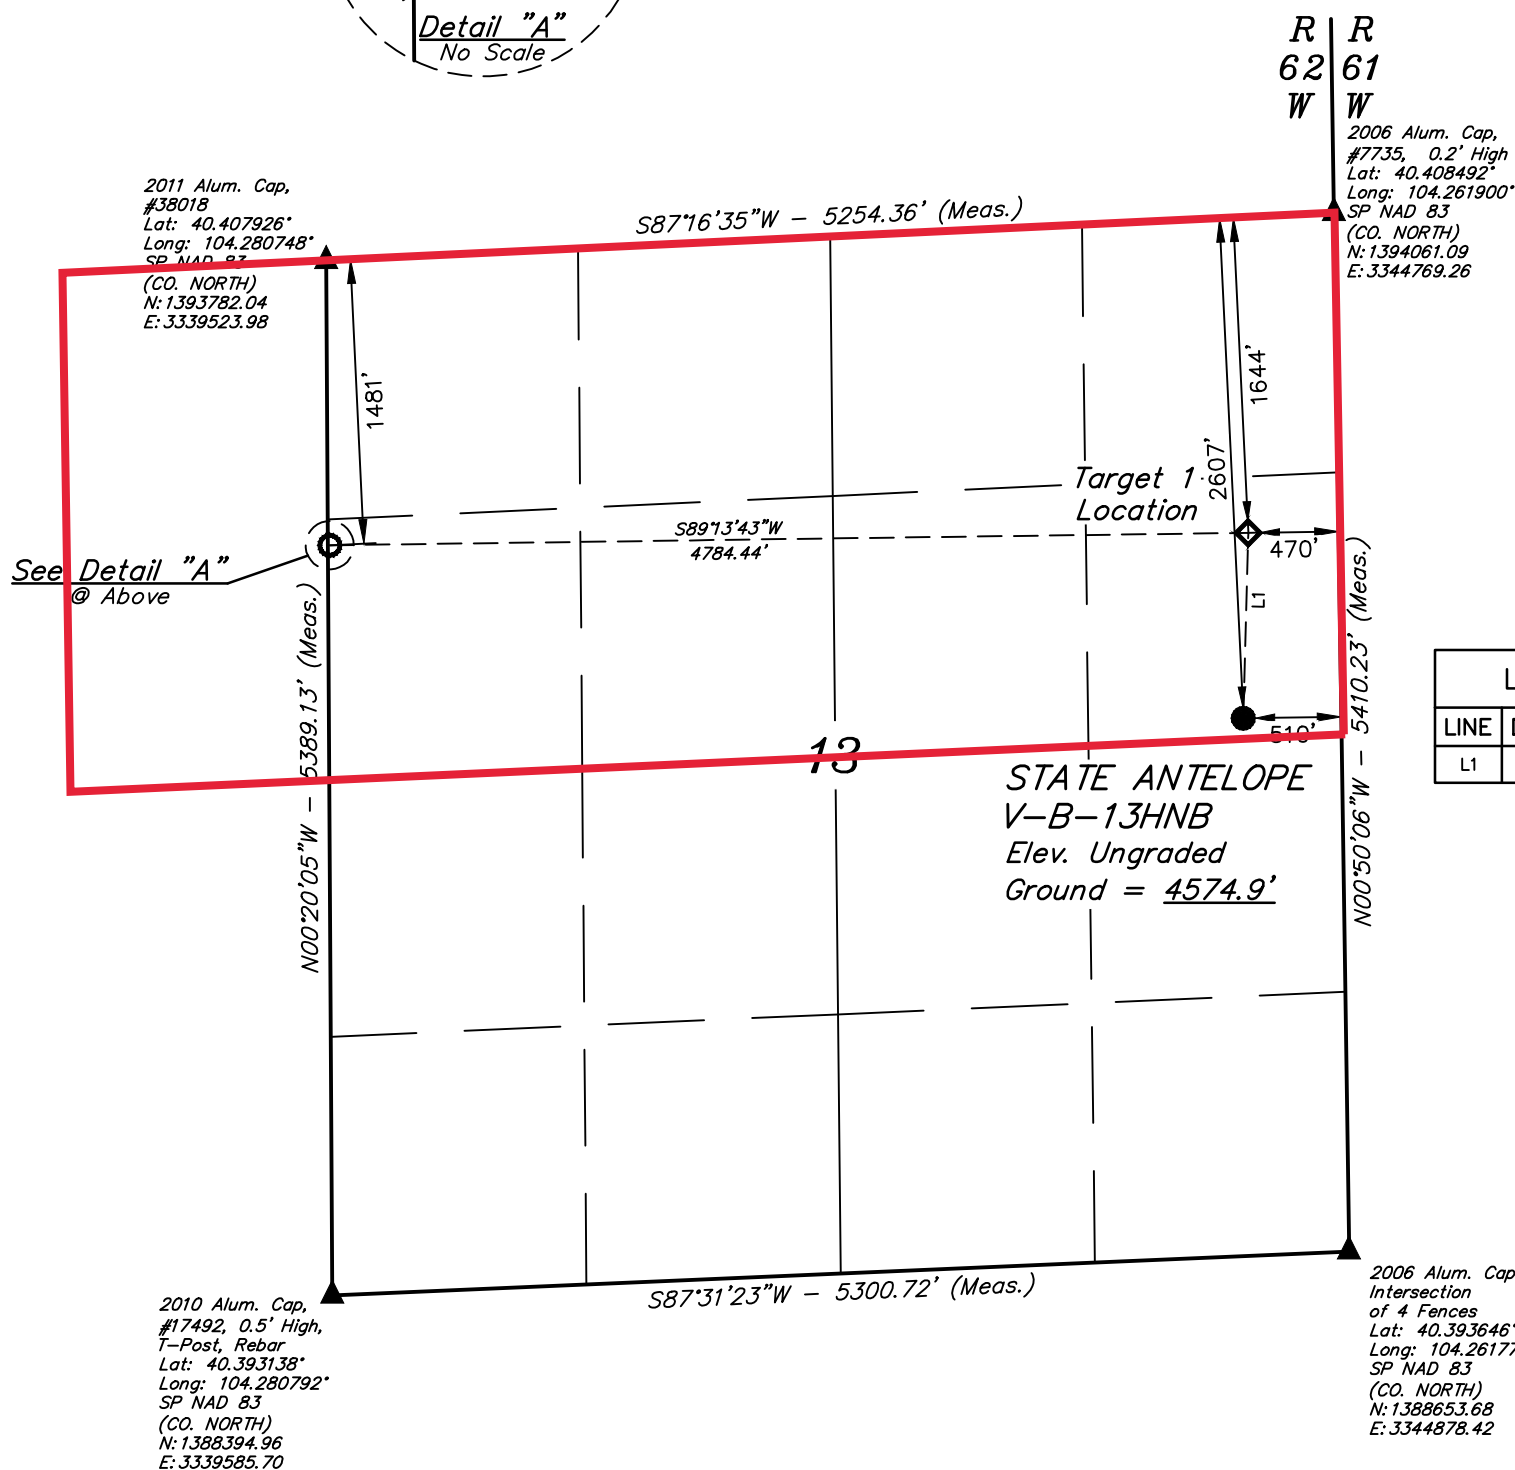 Detail "A"
No Scale
R R
62 61
W W
2006 Alum. Cap,
#7735, 0.2' High
Lat: 40.408492°
Long: 104.261900°
SP NAD 83
(CO. NORTH)
N: 1394061.09
E: 3344769.26
2011 Alum. Cap,
#38018
Lat: 40.407926°
Long: 104.280748°
SP NAD 83
(CO. NORTH)
N: 1393782.04
E: 3339523.98
S87°16'35"W – 5254.36' (Meas.)
1481'
1644'
2607'
Target 1
Location
S89°13'43"W
4784.44'
470'
See Detail "A"
@ Above
L1
N00°20'05"W – 5389.13' (Meas.)
N00°50'06"W – 5410.23' (Meas.)
510'
13
STATE ANTELOPE
V-B-13HNB
Elev. Ungraded
Ground = 4574.9'
L
LINE
L1
S87°31'23"W – 5300.72' (Meas.)
2010 Alum. Cap,
#17492, 0.5' High,
T-Post, Rebar
Lat: 40.393138°
Long: 104.280792°
SP NAD 83
(CO. NORTH)
N: 1388394.96
E: 3339585.70
2006 Alum. Cap
Intersection
of 4 Fences
Lat: 40.393646°
Long: 104.26177
SP NAD 83
(CO. NORTH)
N: 1388653.68
E: 3344878.42